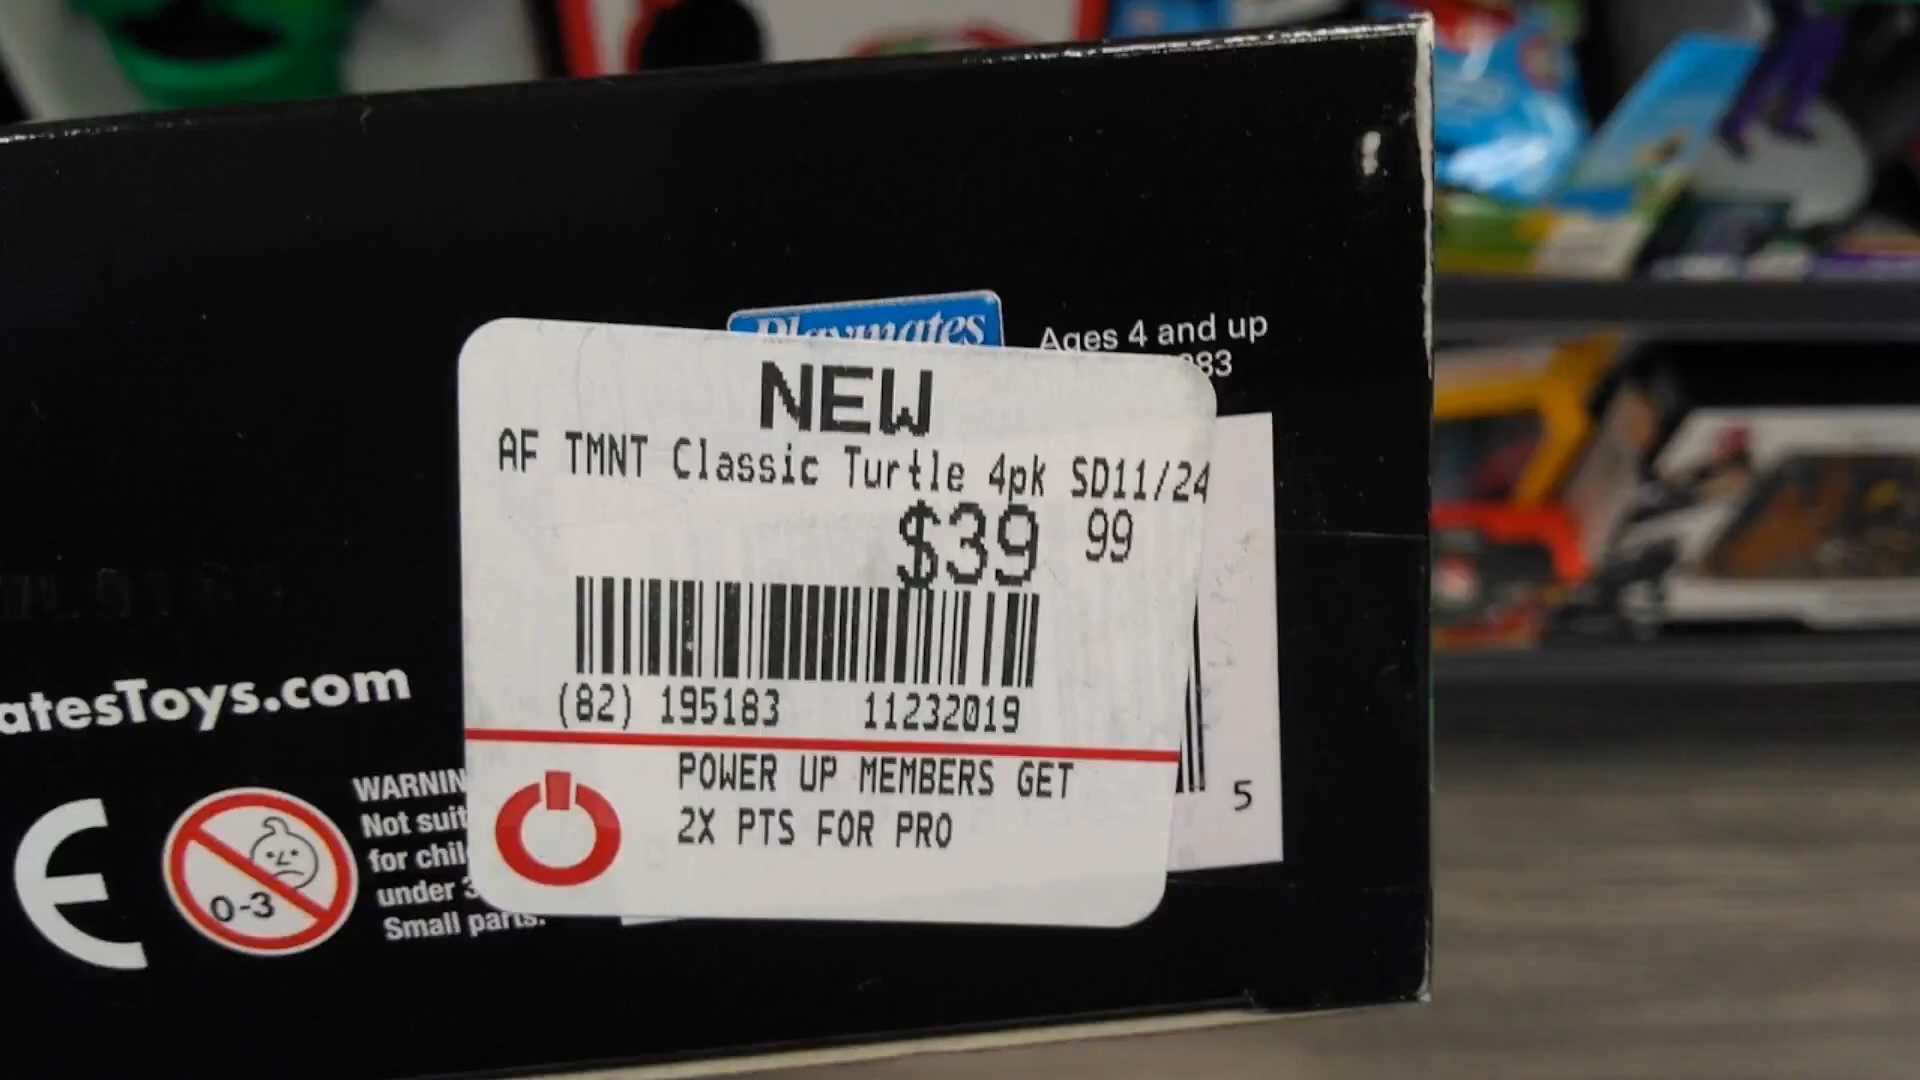 Playmates
Ages 4 and up
83
NEW
AF TMNT Classic Turtle 4pk SD11/24
$39 99
(82) 195183 11232019
POWER UP MEMBERS GET
2X PTS FOR PRO
5
atesToys.com
CE
0-3
WARNIN
Not suit
for chil
under 3
Small parts.